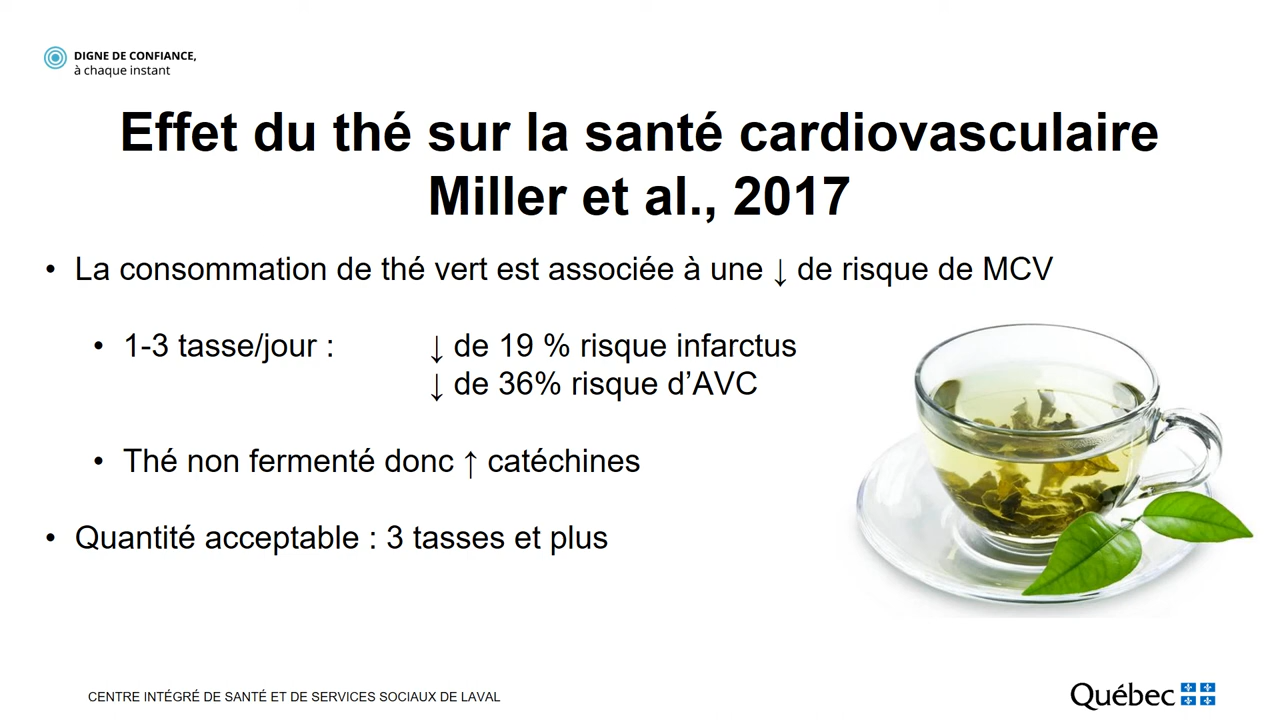 DIGNE DE CONFIANCE,
à chaque instant
Effet du thé sur la santé cardiovasculaire
Miller et al., 2017
• La consommation de thé vert est associée à une ↓ de risque de MCV
• 1-3 tasse/jour : ↓ de 19 % risque infarctus
↓ de 36% risque d’AVC
• Thé non fermenté donc ↑ catéchines
• Quantité acceptable : 3 tasses et plus
CENTRE INTÉGRÉ DE SANTÉ ET DE SERVICES SOCIAUX DE LAVAL
Québec